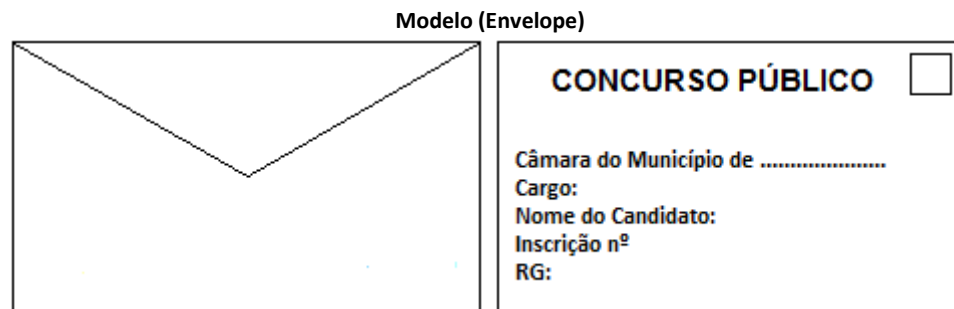 Modelo (Envelope)
CONCURSO PÚBLICO
Câmara do Município de .....................
Cargo:
Nome do Candidato:
Inscrição nº
RG: